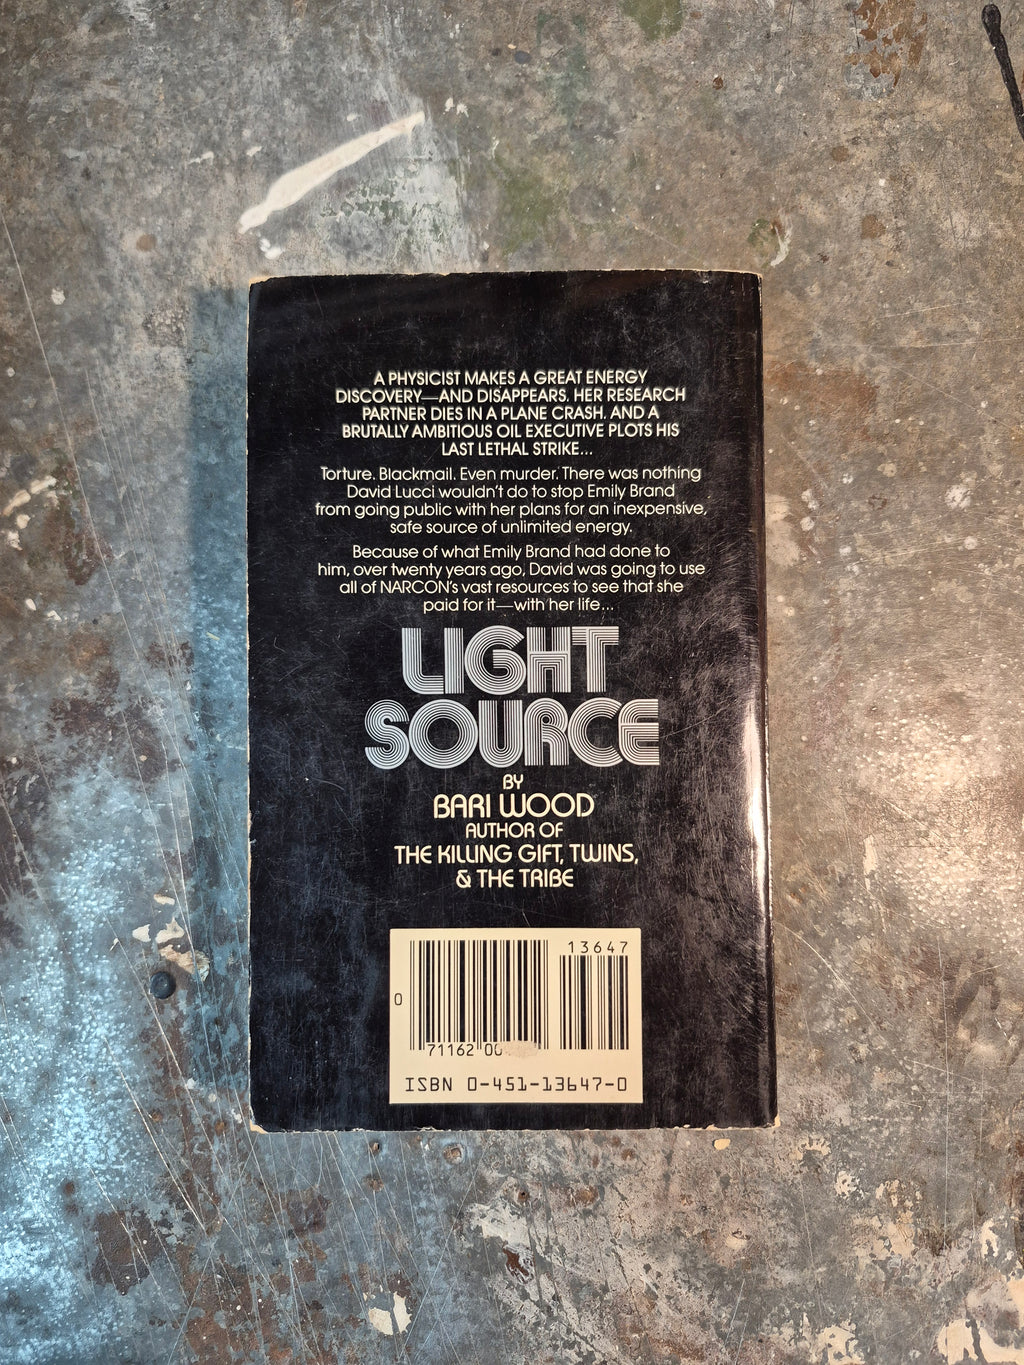 A PHYSICIST MAKES A GREAT ENERGY
DISCOVERY—AND DISAPPEARS. HER RESEARCH
PARTNER DIES IN A PLANE CRASH. AND A
BRUTALLY AMBITIOUS OIL EXECUTIVE PLOTS HIS
LAST LETHAL STRIKE...
Torture. Blackmail. Even murder. There was nothing
David Lucci wouldn't do to stop Emily Brand
from going public with her plans for an inexpensive,
safe source of unlimited energy.
Because of what Emily Brand had done to
him, over twenty years ago, David was going to use
all of NARCON's vast resources to see that she
paid for it—with her life...
LIGHT
SOURCE
BY
BARI WOOD
AUTHOR OF
THE KILLING GIFT, TWINS,
& THE TRIBE
13647
0
71162 00
ISBN 0-451-13647-0